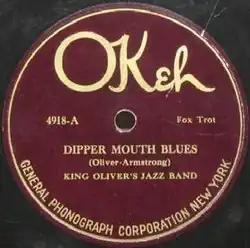 OKeh
4918-A
Fox Trot
DIPPER MOUTH BLUES
(Oliver-Armstrong)
KING OLIVER'S JAZZ BAND
GENERAL PHONOGRAPH CORPORATION NEW YORK